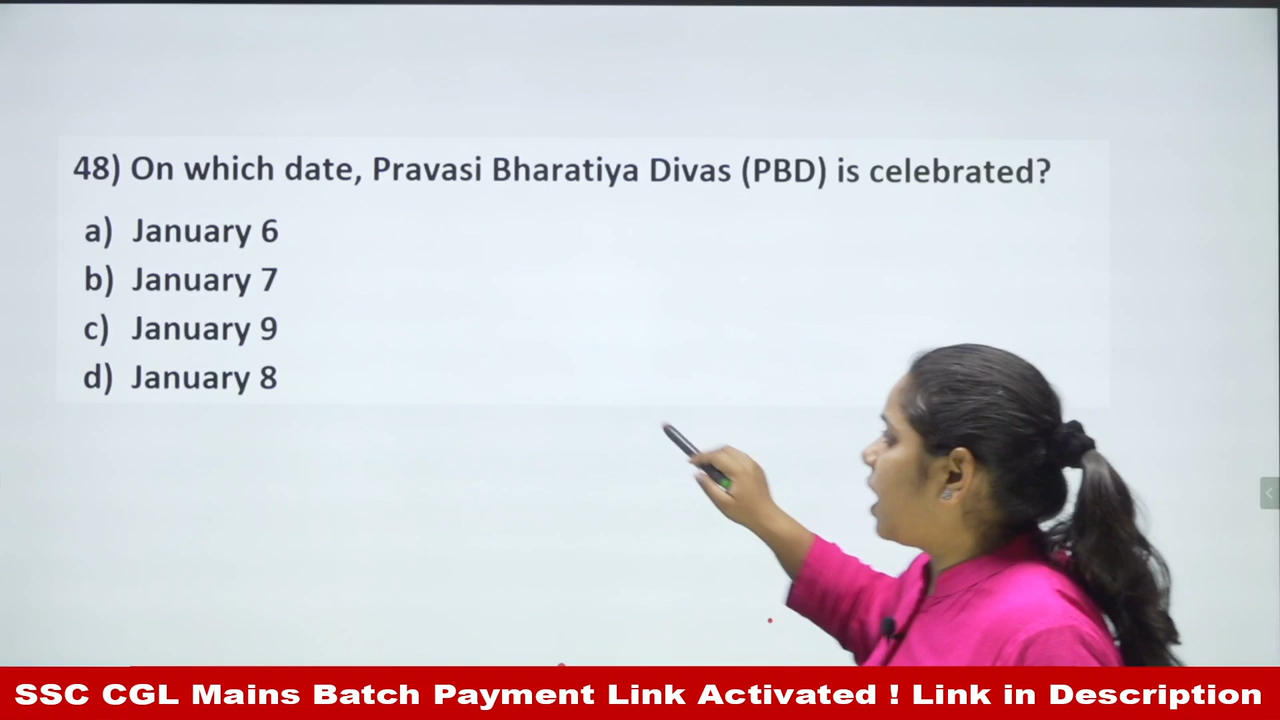 48) On which date, Pravasi Bharatiya Divas (PBD) is celebrated?
a) January 6
b) January 7
c) January 9
d) January 8
SSC CGL Mains Batch Payment Link Activated ! Link in Description